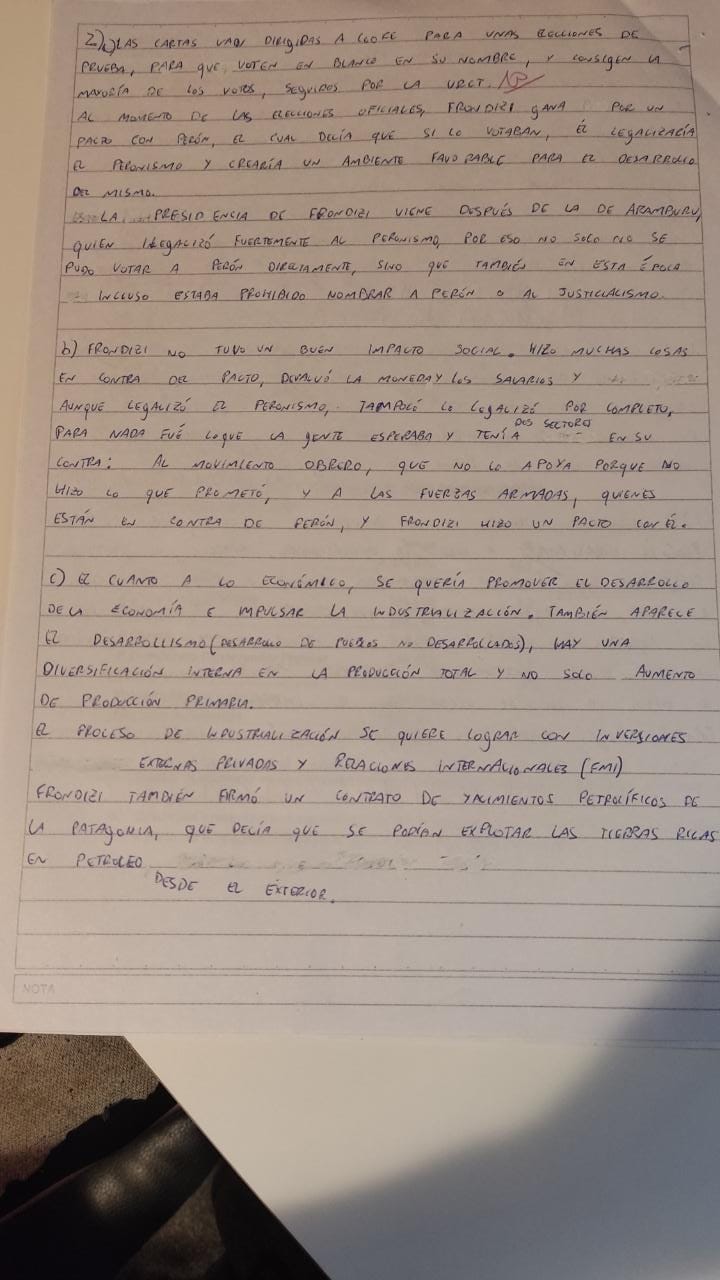 2)a) LAS CARTAS VAN DIRIGIDAS A COOKE PARA UNAS ELECCIONES DE
PRUEBA, PARA QUE VOTEN EN BLANCO EN SU NOMBRE, Y CONSIGEN LA
MAYORÍA DE LOS VOTOS, SEGUIDOS POR LA URCT.
AL MOMENTO DE LAS ELECCIONES OFICIALES, FRONDIZI GANA POR UN
PACTO CON PERÓN, EL CUAL DECÍA QUE SI LO VOTABAN, ÉL LEGALIZARÍA
EL PERONISMO Y CREARÍA UN AMBIENTE FAVORABLE PARA EL DESARROLLO
DEL MISMO.
LA PRESIDENCIA DE FRONDIZI VIENE DESPUÉS DE LA DE ARAMBURU,
QUIEN ILEGALIZÓ FUERTEMENTE AL PERONISMO, POR ESO NO SOLO NO SE
PUDO VOTAR A PERÓN DIRECTAMENTE, SINO QUE TAMBIÉN EN ESTA ÉPOCA
INCLUSO ESTABA PROHIBIDO NOMBRAR A PERÓN O AL JUSTICIALISMO.
b) FRONDIZI NO TUVO UN BUEN IMPACTO SOCIAL. HIZO MUCHAS COSAS
EN CONTRA DEL PACTO, DEVALUÓ LA MONEDA Y LOS SALARIOS Y
AUNQUE LEGALIZÓ EL PERONISMO, TAMPOCO LO LEGALIZÓ POR COMPLETO,
PARA NADA FUÉ LO QUE LA GENTE ESPERABA Y TENÍA DOS SECTORES EN SU
CONTRA: AL MOVIMIENTO OBRERO, QUE NO LO APOYA PORQUE NO
HIZO LO QUE PROMETÓ, Y A LAS FUERZAS ARMADAS, QUIENES
ESTÁN EN CONTRA DE PERÓN, Y FRONDIZI HIZO UN PACTO CON ÉL.
c) EL CUANTO A LO ECONÓMICO, SE QUERÍA PROMOVER EL DESAROLLO
DE LA ECONOMÍA E IMPULSAR LA INDUSTRIALIZACIÓN. TAMBIÉN APARECE
EL DESAROLLISMO (DESAROLLO DE PUEBLOS NO DESAROLLADOS), HAY UNA
DIVERSIFICACIÓN INTERNA EN LA PRODUCCIÓN TOTAL Y NO SOLO AUMENTO
DE PRODUCCIÓN PRIMARIA.
EL PROCESO DE INDUSTRIALIZACIÓN SE QUIERE LOGRAR CON INVERSIONES
EXTERNAS PRIVADAS Y RELACIONES INTERNACIONALES (FMI)
FRONDIZI TAMBIÉN FIRMÓ UN CONTRATO DE YACIMIENTOS PETROLÍFICOS DE
LA PATAGONIA, QUE DECÍA QUE SE PODÍAN EXPLOTAR LAS TIERRAS RICAS
EN PETROLEO
DESDE EL EXTERIOR.
NOTA